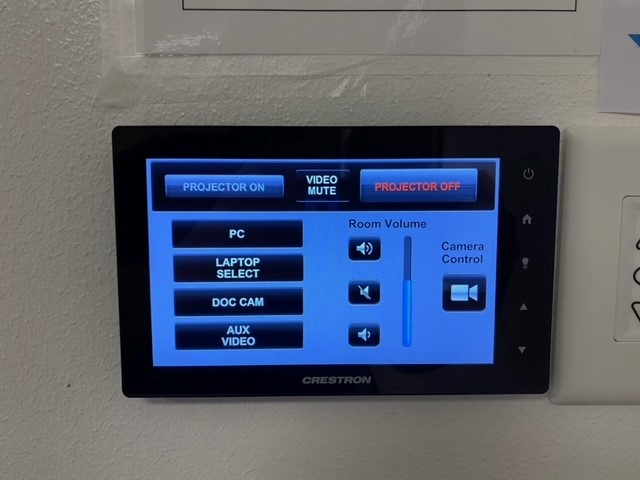 PROJECTOR ON
VIDEO
MUTE
PROJECTOR OFF
PC
LAPTOP
SELECT
DOC CAM
AUX
VIDEO
Room Volume
Camera
Control
CRESTRON